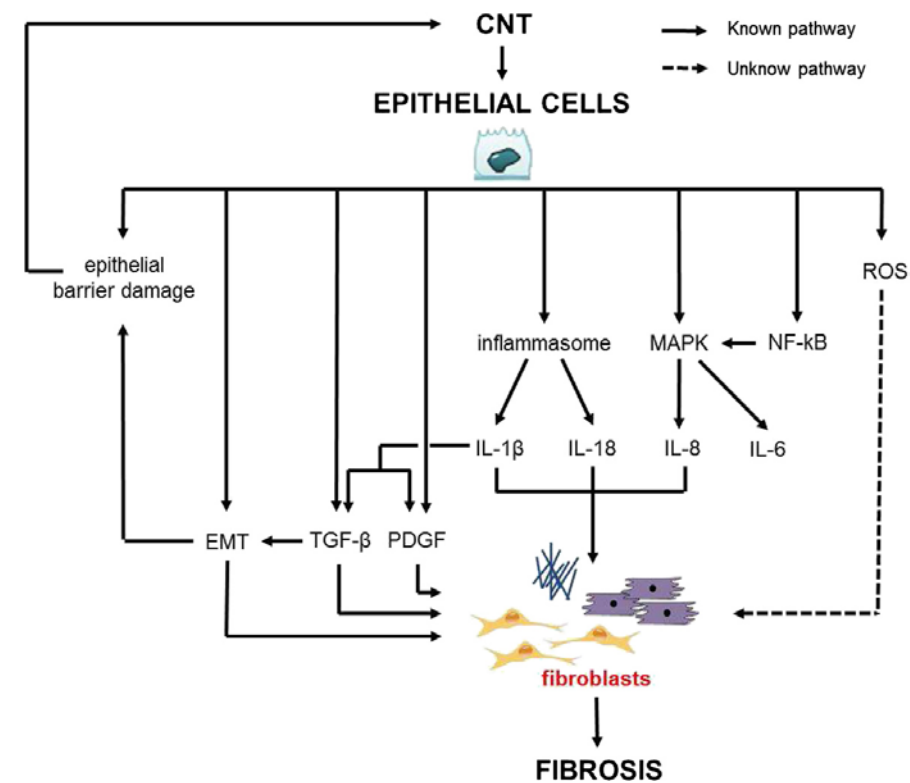 CNT
Known pathway
Unknow pathway
EPITHELIAL CELLS
epithelial
barrier damage
ROS
inflammasome
MAPK
NF-kB
IL-1β
IL-18
IL-8
IL-6
EMT
TGF-β
PDGF
fibroblasts
FIBROSIS